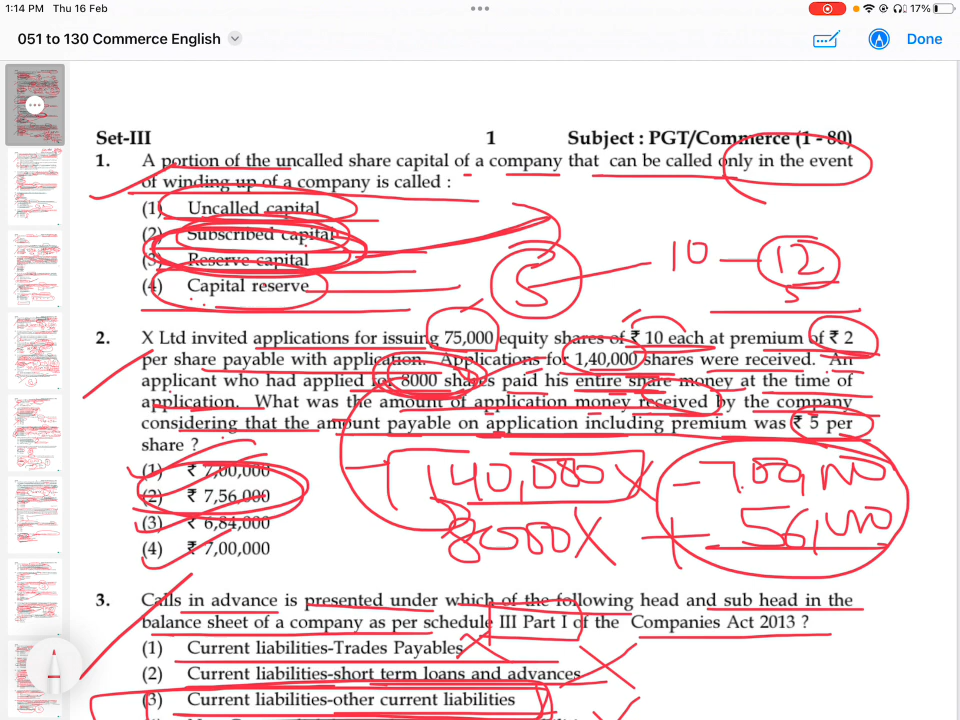 1:14 PM Thu 16 Feb
17%
051 to 130 Commerce English
Done
Set-III 1 Subject : PGT/Commerce (1 - 80)
1. A portion of the uncalled share capital of a company that can be called only in the event
of winding up of a company is called :
(1) Uncalled capital
(2) Subscribed capital
(3) Reserve capital
(4) Capital reserve
5 10 - 12
5
2. X Ltd invited applications for issuing 75,000 equity shares of ₹ 10 each at premium of ₹ 2
per share payable with application. Applications for 1,40,000 shares were received. An
applicant who had applied for 8000 shares paid his entire share money at the time of
application. What was the amount of application money received by the company
considering that the amount payable on application including premium was ₹ 5 per
share ?
(1) ₹ 7,00,000
(2) ₹ 7,56,000
(3) ₹ 6,84,000
(4) ₹ 7,00,000
8000X
3. Calls in advance is presented under which of the following head and sub head in the
balance sheet of a company as per schedule III Part I of the Companies Act 2013 ?
(1) Current liabilities-Trades Payables
(2) Current liabilities-short term loans and advances
(3) Current liabilities-other current liabilities